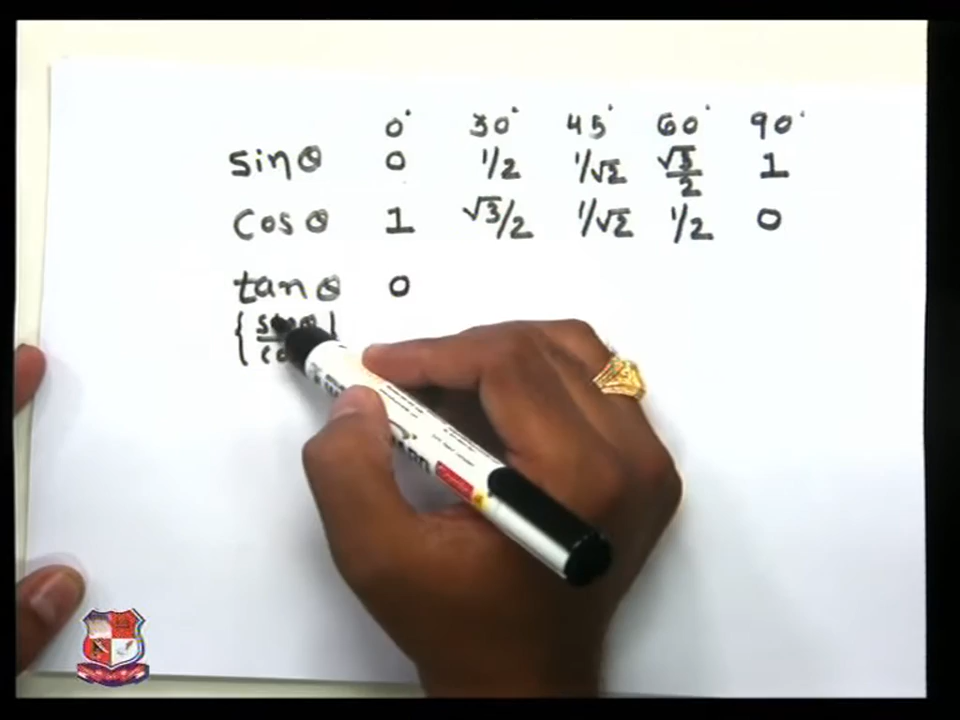 0° 30° 45° 60° 90°
sinθ 0 1/2 1/√2 √3/2 1
cosθ 1 √3/2 1/√2 1/2 0
tanθ 0